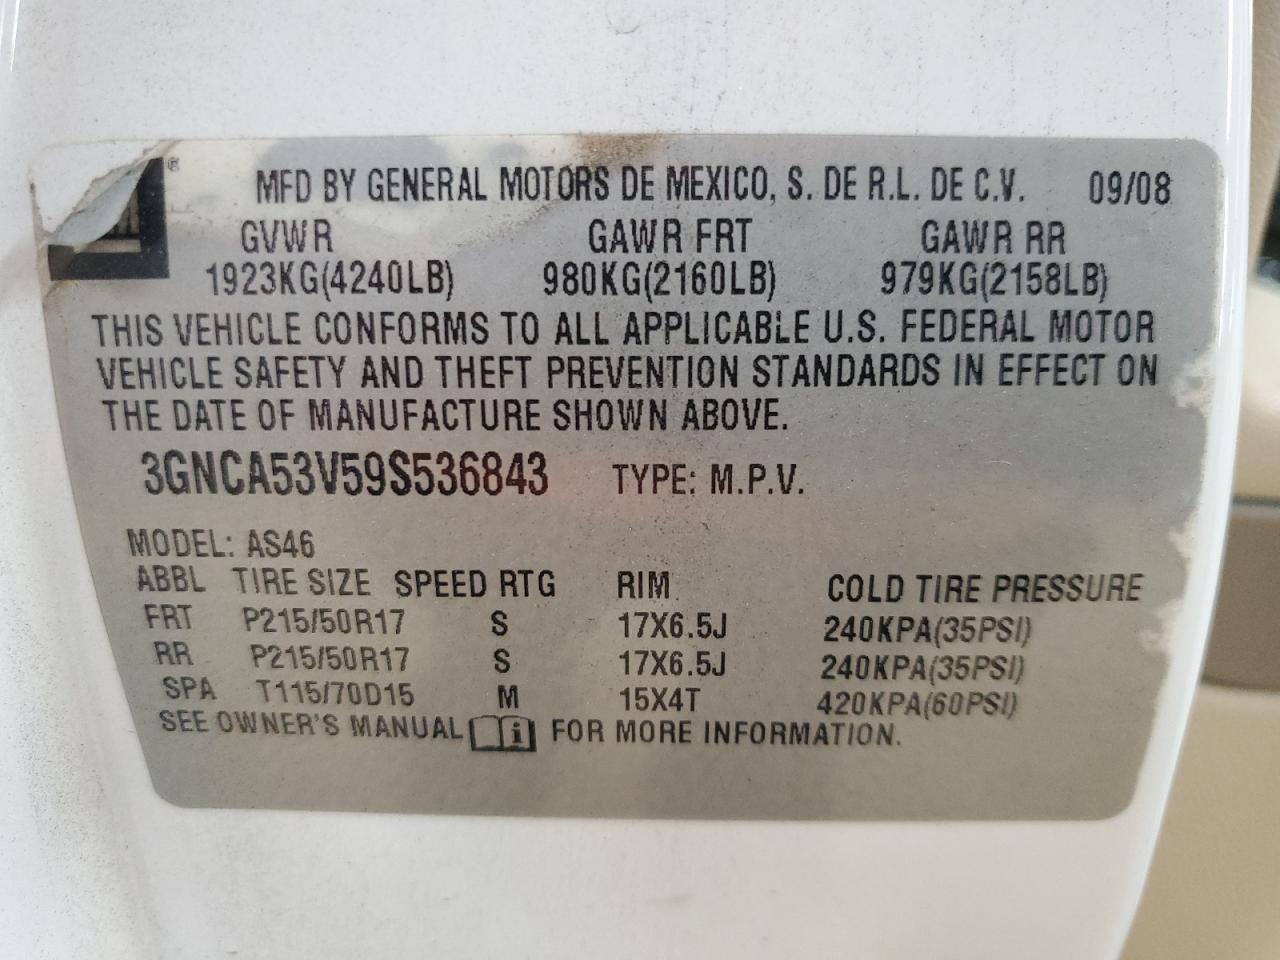 MFD BY GENERAL MOTORS DE MEXICO, S. DE R.L. DE C.V. 09/08
GVWR GAWR FRT GAWR RR
1923KG(4240LB) 980KG(2160LB) 979KG(2158LB)
THIS VEHICLE CONFORMS TO ALL APPLICABLE U.S. FEDERAL MOTOR
VEHICLE SAFETY AND THEFT PREVENTION STANDARDS IN EFFECT ON
THE DATE OF MANUFACTURE SHOWN ABOVE.
3GNCA53V59S536843 TYPE: M.P.V.
MODEL: AS46
ABBL TIRE SIZE SPEED RTG RIM COLD TIRE PRESSURE
FRT P215/50R17 S 17X6.5J 240KPA(35PSI)
RR P215/50R17 S 17X6.5J 240KPA(35PSI)
SPA T115/70D15 M 15X4T 420KPA(60PSI)
SEE OWNER'S MANUAL i FOR MORE INFORMATION.